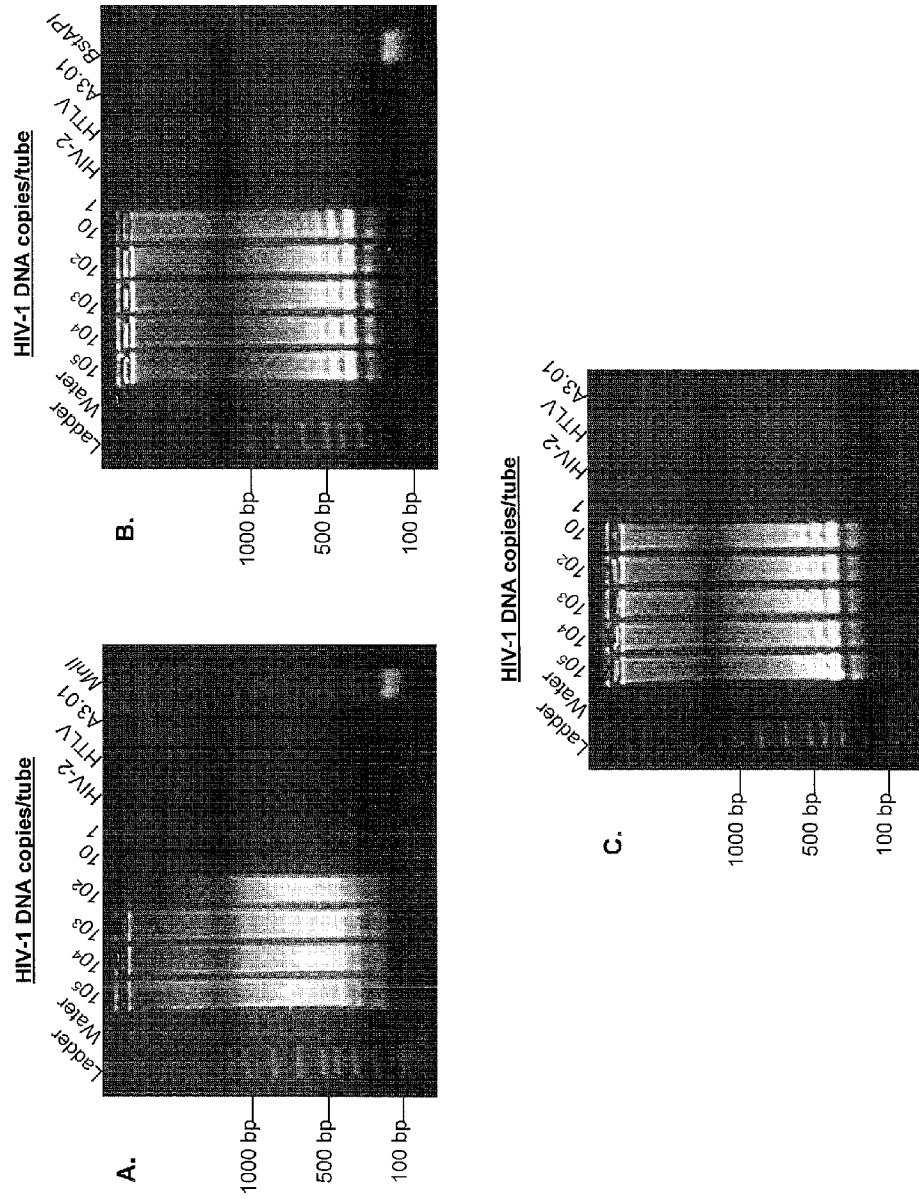 A.
HIV-1 DNA copies/tube
Ladder Water 10⁵ 10⁴ 10³ 10² 10 1 HIV-2 HTLV A3.01 MnlI
1000 bp
500 bp
100 bp
B.
HIV-1 DNA copies/tube
Ladder Water 10⁵ 10⁴ 10³ 10² 10 1 HIV-2 HTLV A3.01 BstAPI
1000 bp
500 bp
100 bp
C.
HIV-1 DNA copies/tube
Ladder Water 10⁵ 10⁴ 10³ 10² 10 1 HIV-2 HTLV A3.01
1000 bp
500 bp
100 bp